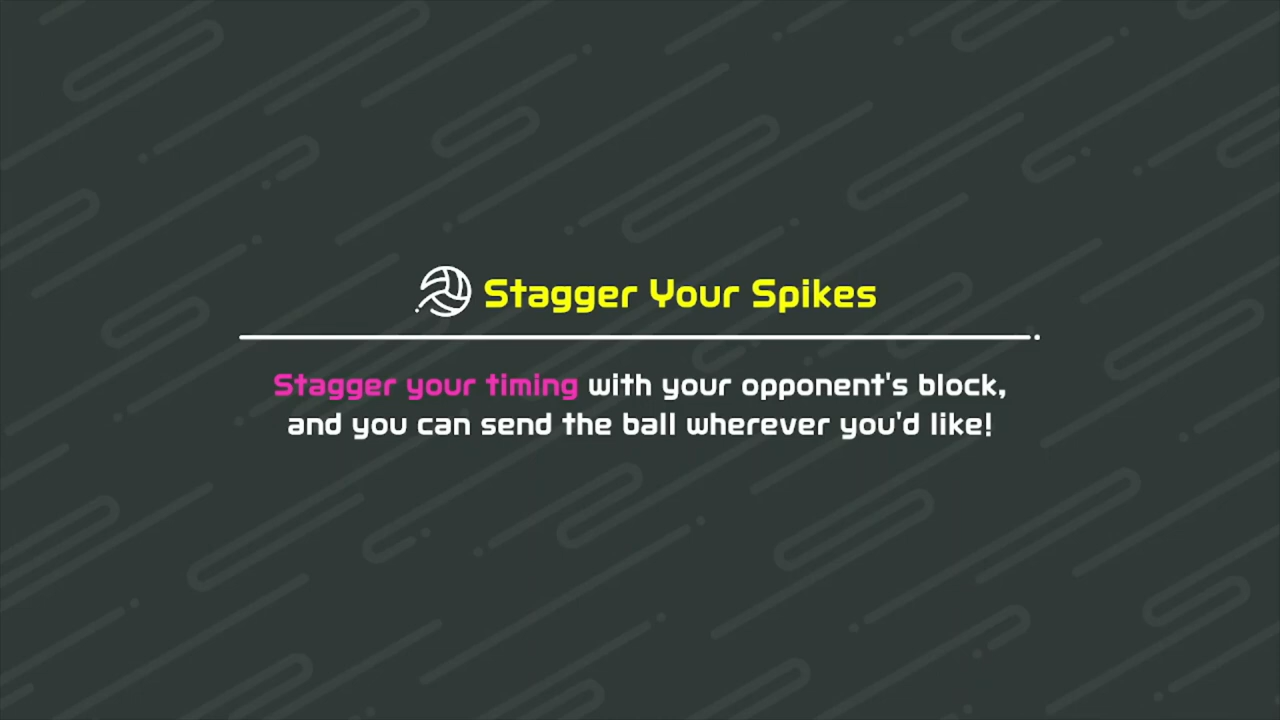 Stagger Your Spikes
Stagger your timing with your opponent's block,
and you can send the ball wherever you'd like!